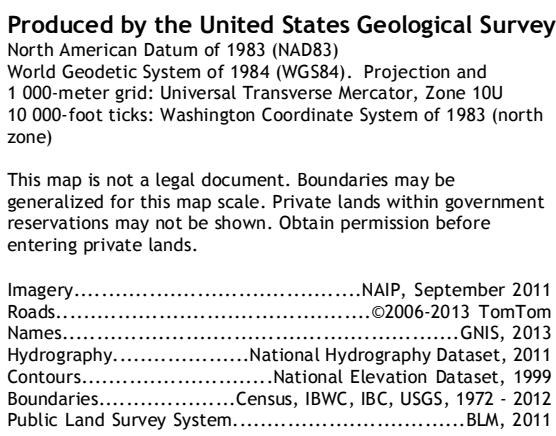 Produced by the United States Geological Survey
North American Datum of 1983 (NAD83)
World Geodetic System of 1984 (WGS84).  Projection and
1 000-meter grid: Universal Transverse Mercator, Zone 10U
10 000-foot ticks: Washington Coordinate System of 1983 (north
zone)
This map is not a legal document. Boundaries may be
generalized for this map scale. Private lands within government
reservations may not be shown. Obtain permission before
entering private lands.
Imagery.....................................NAIP, September 2011
Roads.........................................©2006-2013 TomTom
Names...................................................GNIS, 2013
Hydrography..................National Hydrography Dataset, 2011
Contours.........................National Elevation Dataset, 1999
Boundaries..................Census, IBWC, IBC, USGS, 1972 - 2012
Public Land Survey System..............................BLM, 2011